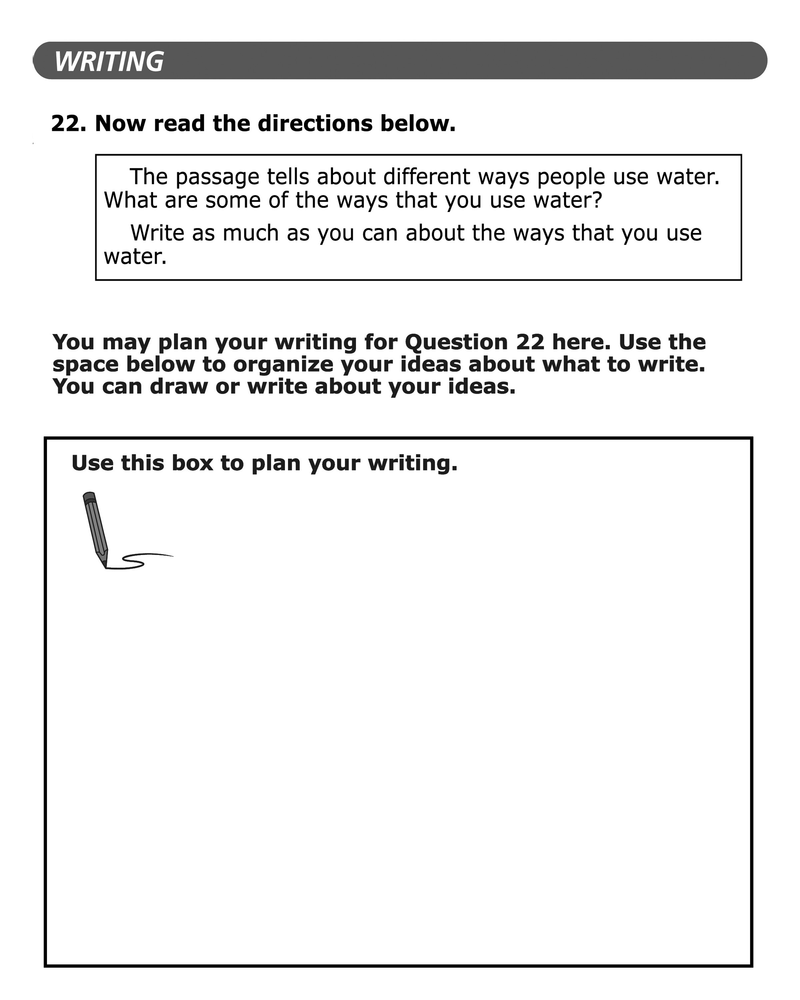 WRITING
22. Now read the directions below.
The passage tells about different ways people use water.
What are some of the ways that you use water?
Write as much as you can about the ways that you use
water.
You may plan your writing for Question 22 here. Use the
space below to organize your ideas about what to write.
You can draw or write about your ideas.
Use this box to plan your writing.